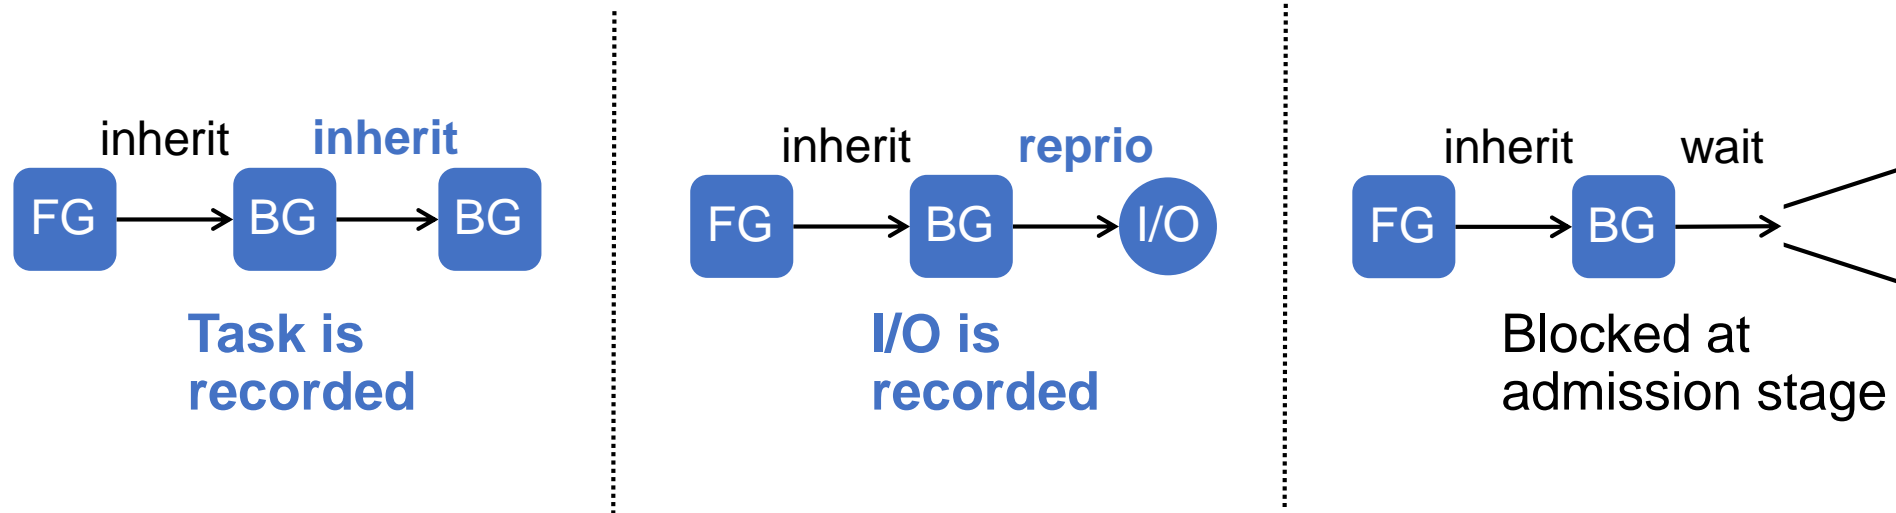 inherit inherit
FG BG BG
Task is
recorded
inherit reprio
FG BG I/O
I/O is
recorded
inherit wait
FG BG
Blocked at
admission stage